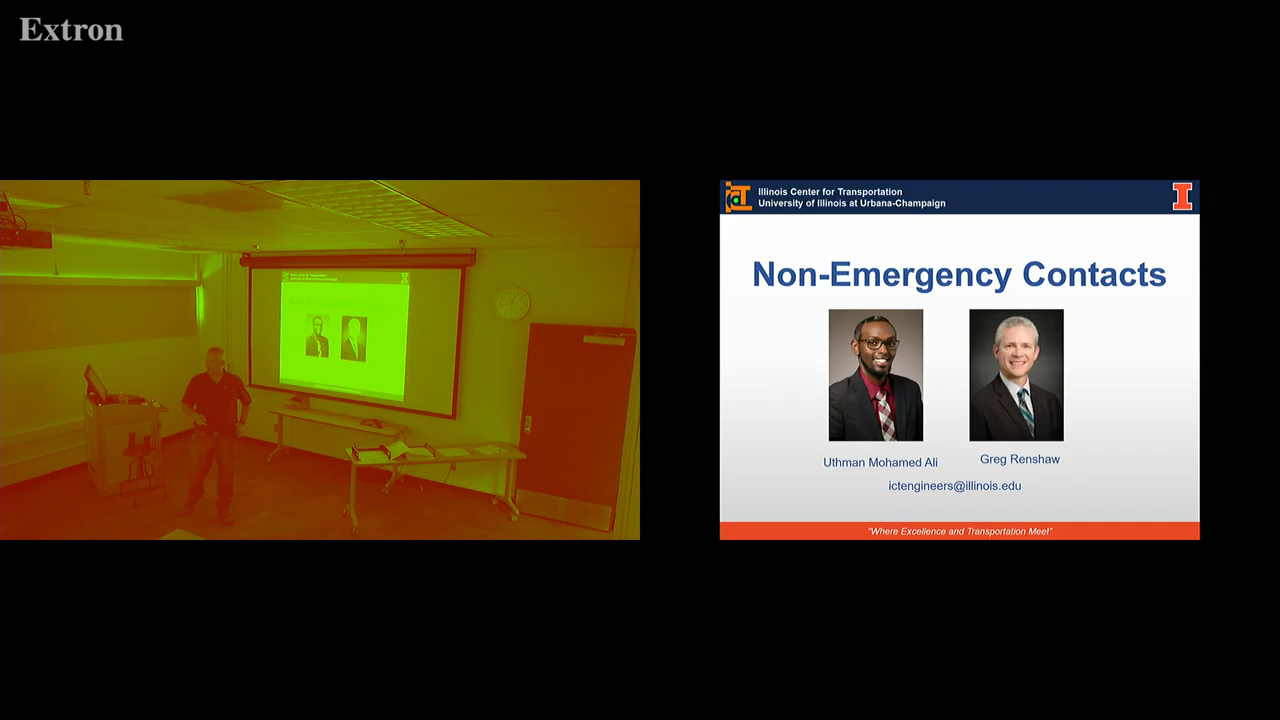 Extron
Illinois Center for Transportation
University of Illinois at Urbana-Champaign
Non-Emergency Contacts
Uthman Mohamed Ali
Greg Renshaw
ictengineers@illinois.edu
"Where Excellence and Transportation Meet"